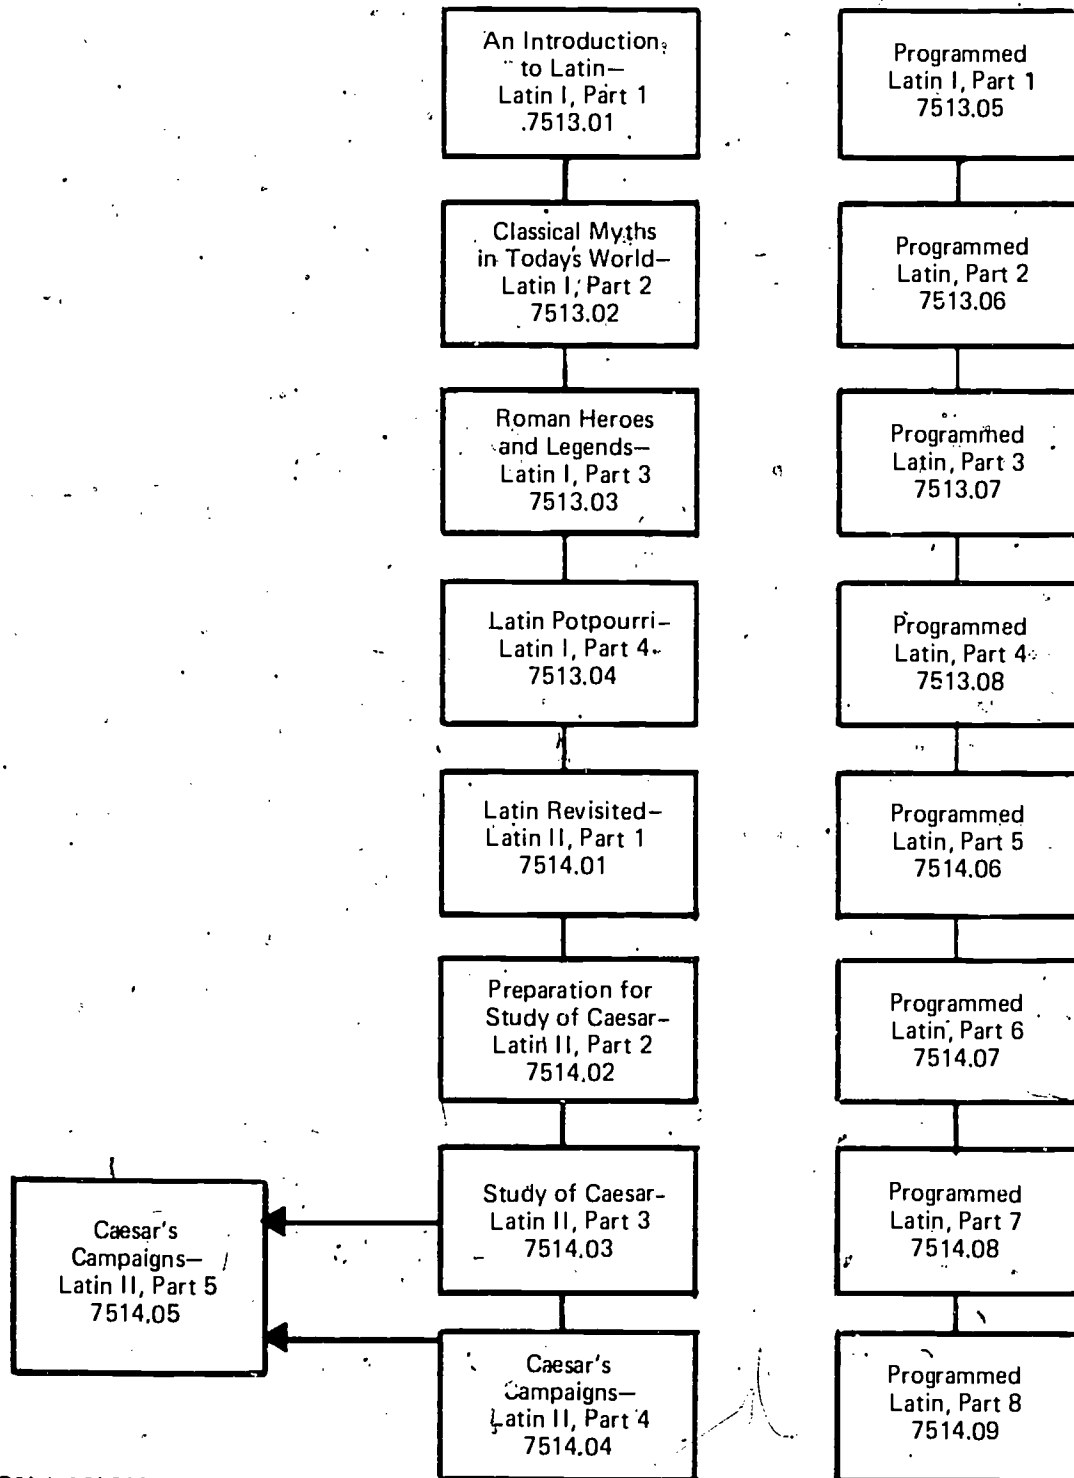 An Introduction
to Latin—
Latin I, Part 1
7513.01
Classical Myths
in Today's World—
Latin I, Part 2
7513.02
Roman Heroes
and Legends—
Latin I, Part 3
7513.03
Latin Potpourri—
Latin I, Part 4
7513.04
Latin Revisited—
Latin II, Part 1
7514.01
Preparation for
Study of Caesar-
Latin II, Part 2
7514.02
Study of Caesar-
Latin II, Part 3
7514.03
Caesar's
Campaigns—
Latin II, Part 5
7514.05
Caesar's
Campaigns—
Latin II, Part 4
7514.04
Programmed
Latin I, Part 1
7513.05
Programmed
Latin, Part 2
7513.06
Programmed
Latin, Part 3
7513.07
Programmed
Latin, Part 4
7513.08
Programmed
Latin, Part 5
7514.06
Programmed
Latin, Part 6
7514.07
Programmed
Latin, Part 7
7514.08
Programmed
Latin, Part 8
7514.09